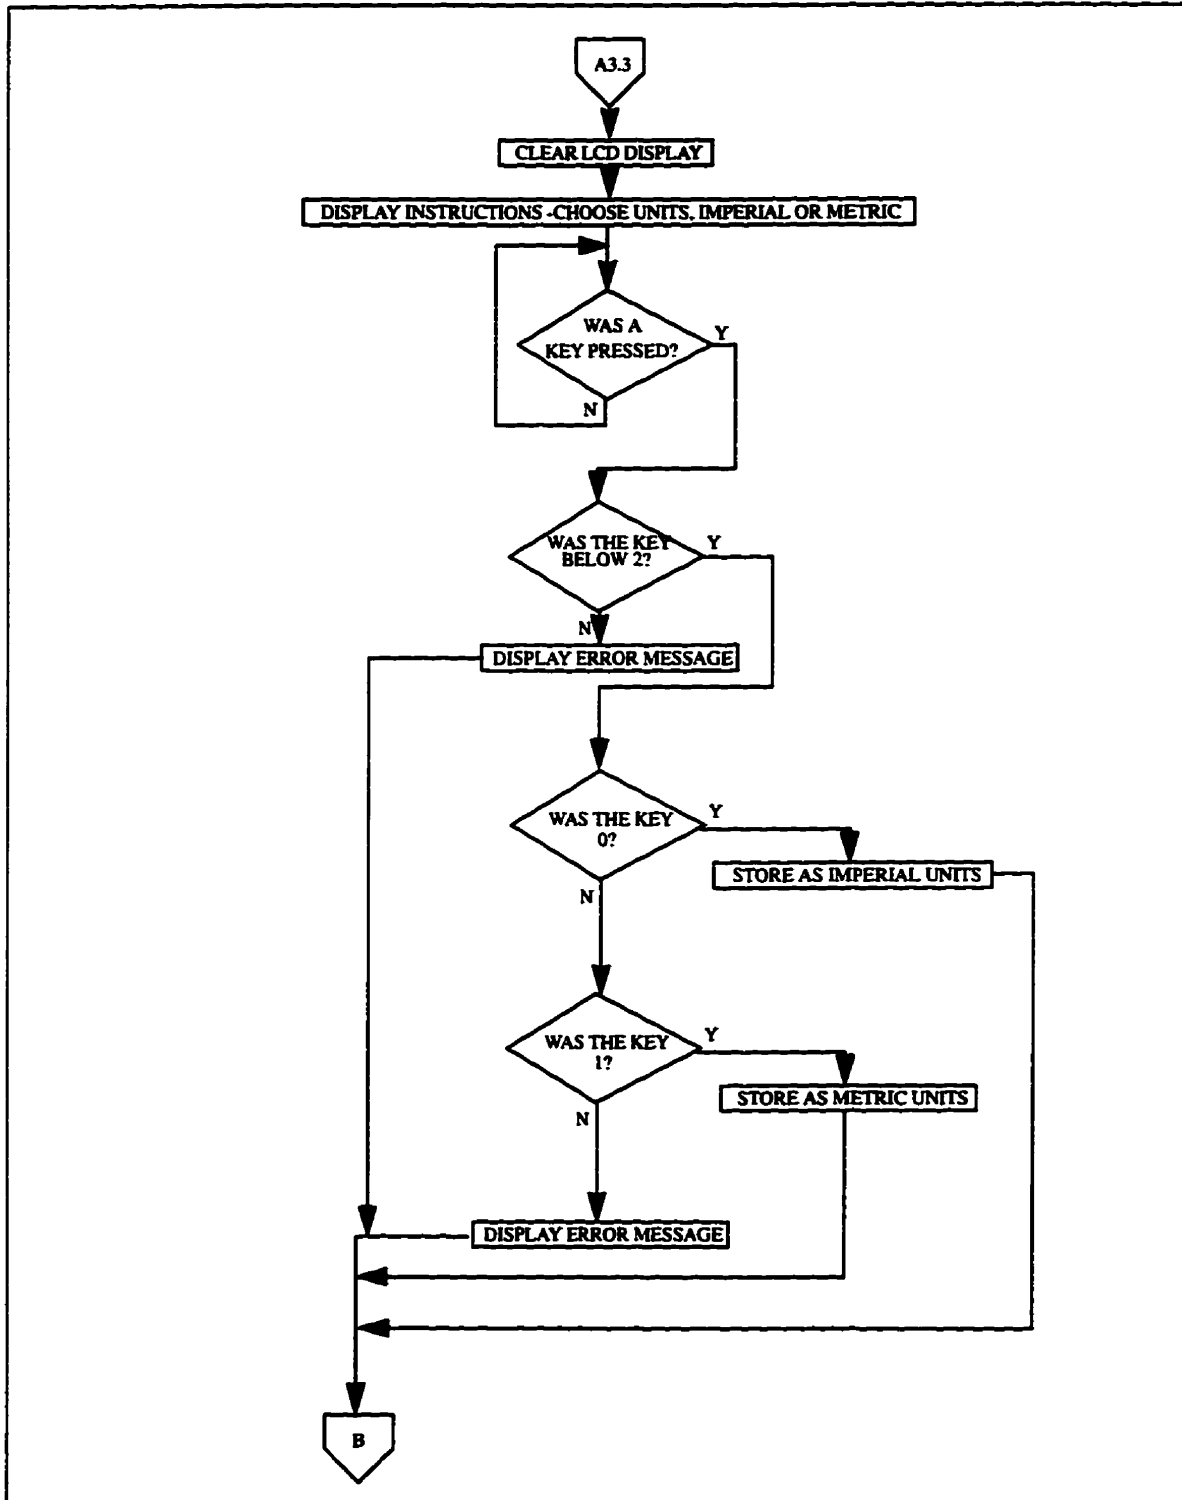 A3.3
CLEAR LCD DISPLAY
DISPLAY INSTRUCTIONS -CHOOSE UNITS, IMPERIAL OR METRIC
WAS A
KEY PRESSED?
Y
N
WAS THE KEY
BELOW 2?
Y
N
DISPLAY ERROR MESSAGE
WAS THE KEY
0?
Y
STORE AS IMPERIAL UNITS
N
WAS THE KEY
1?
Y
STORE AS METRIC UNITS
N
DISPLAY ERROR MESSAGE
B